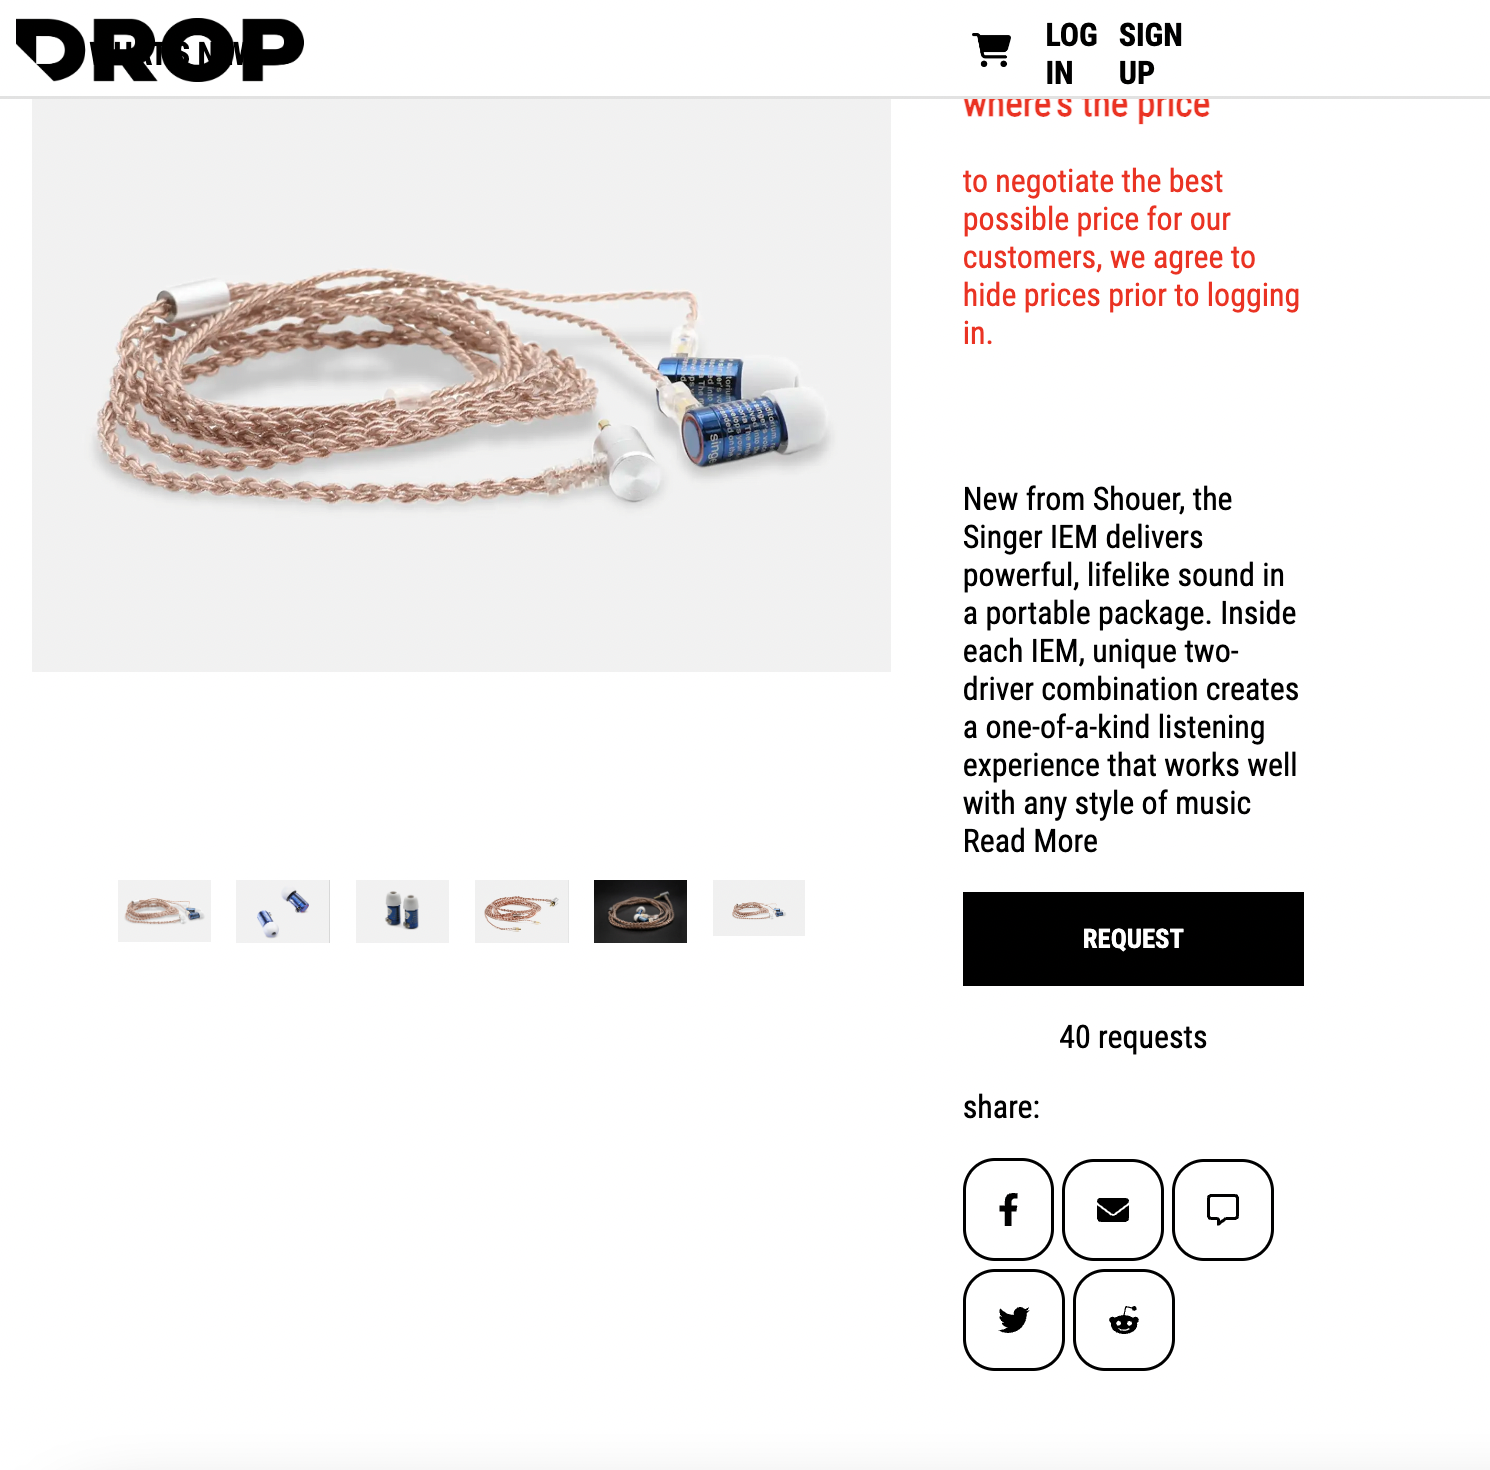 DROP
LOG SIGN
IN UP
where's the price
to negotiate the best
possible price for our
customers, we agree to
hide prices prior to logging
in.
New from Shouer, the
Singer IEM delivers
powerful, lifelike sound in
a portable package. Inside
each IEM, unique two-
driver combination creates
a one-of-a-kind listening
experience that works well
with any style of music
Read More
REQUEST
40 requests
share: